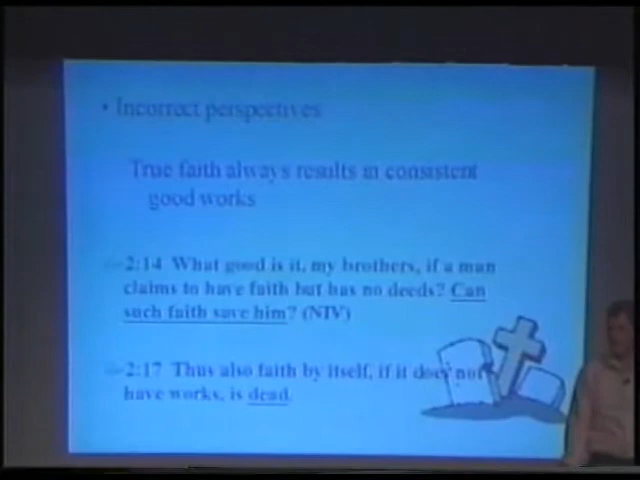 • Incorrect perspectives
True faith always results in consistent
good works
2:14 What good is it, my brothers, if a man
claims to have faith but has no deeds? Can
such faith save him? (NIV)
2:17 Thus also faith by itself, if it does not
have works, is dead.